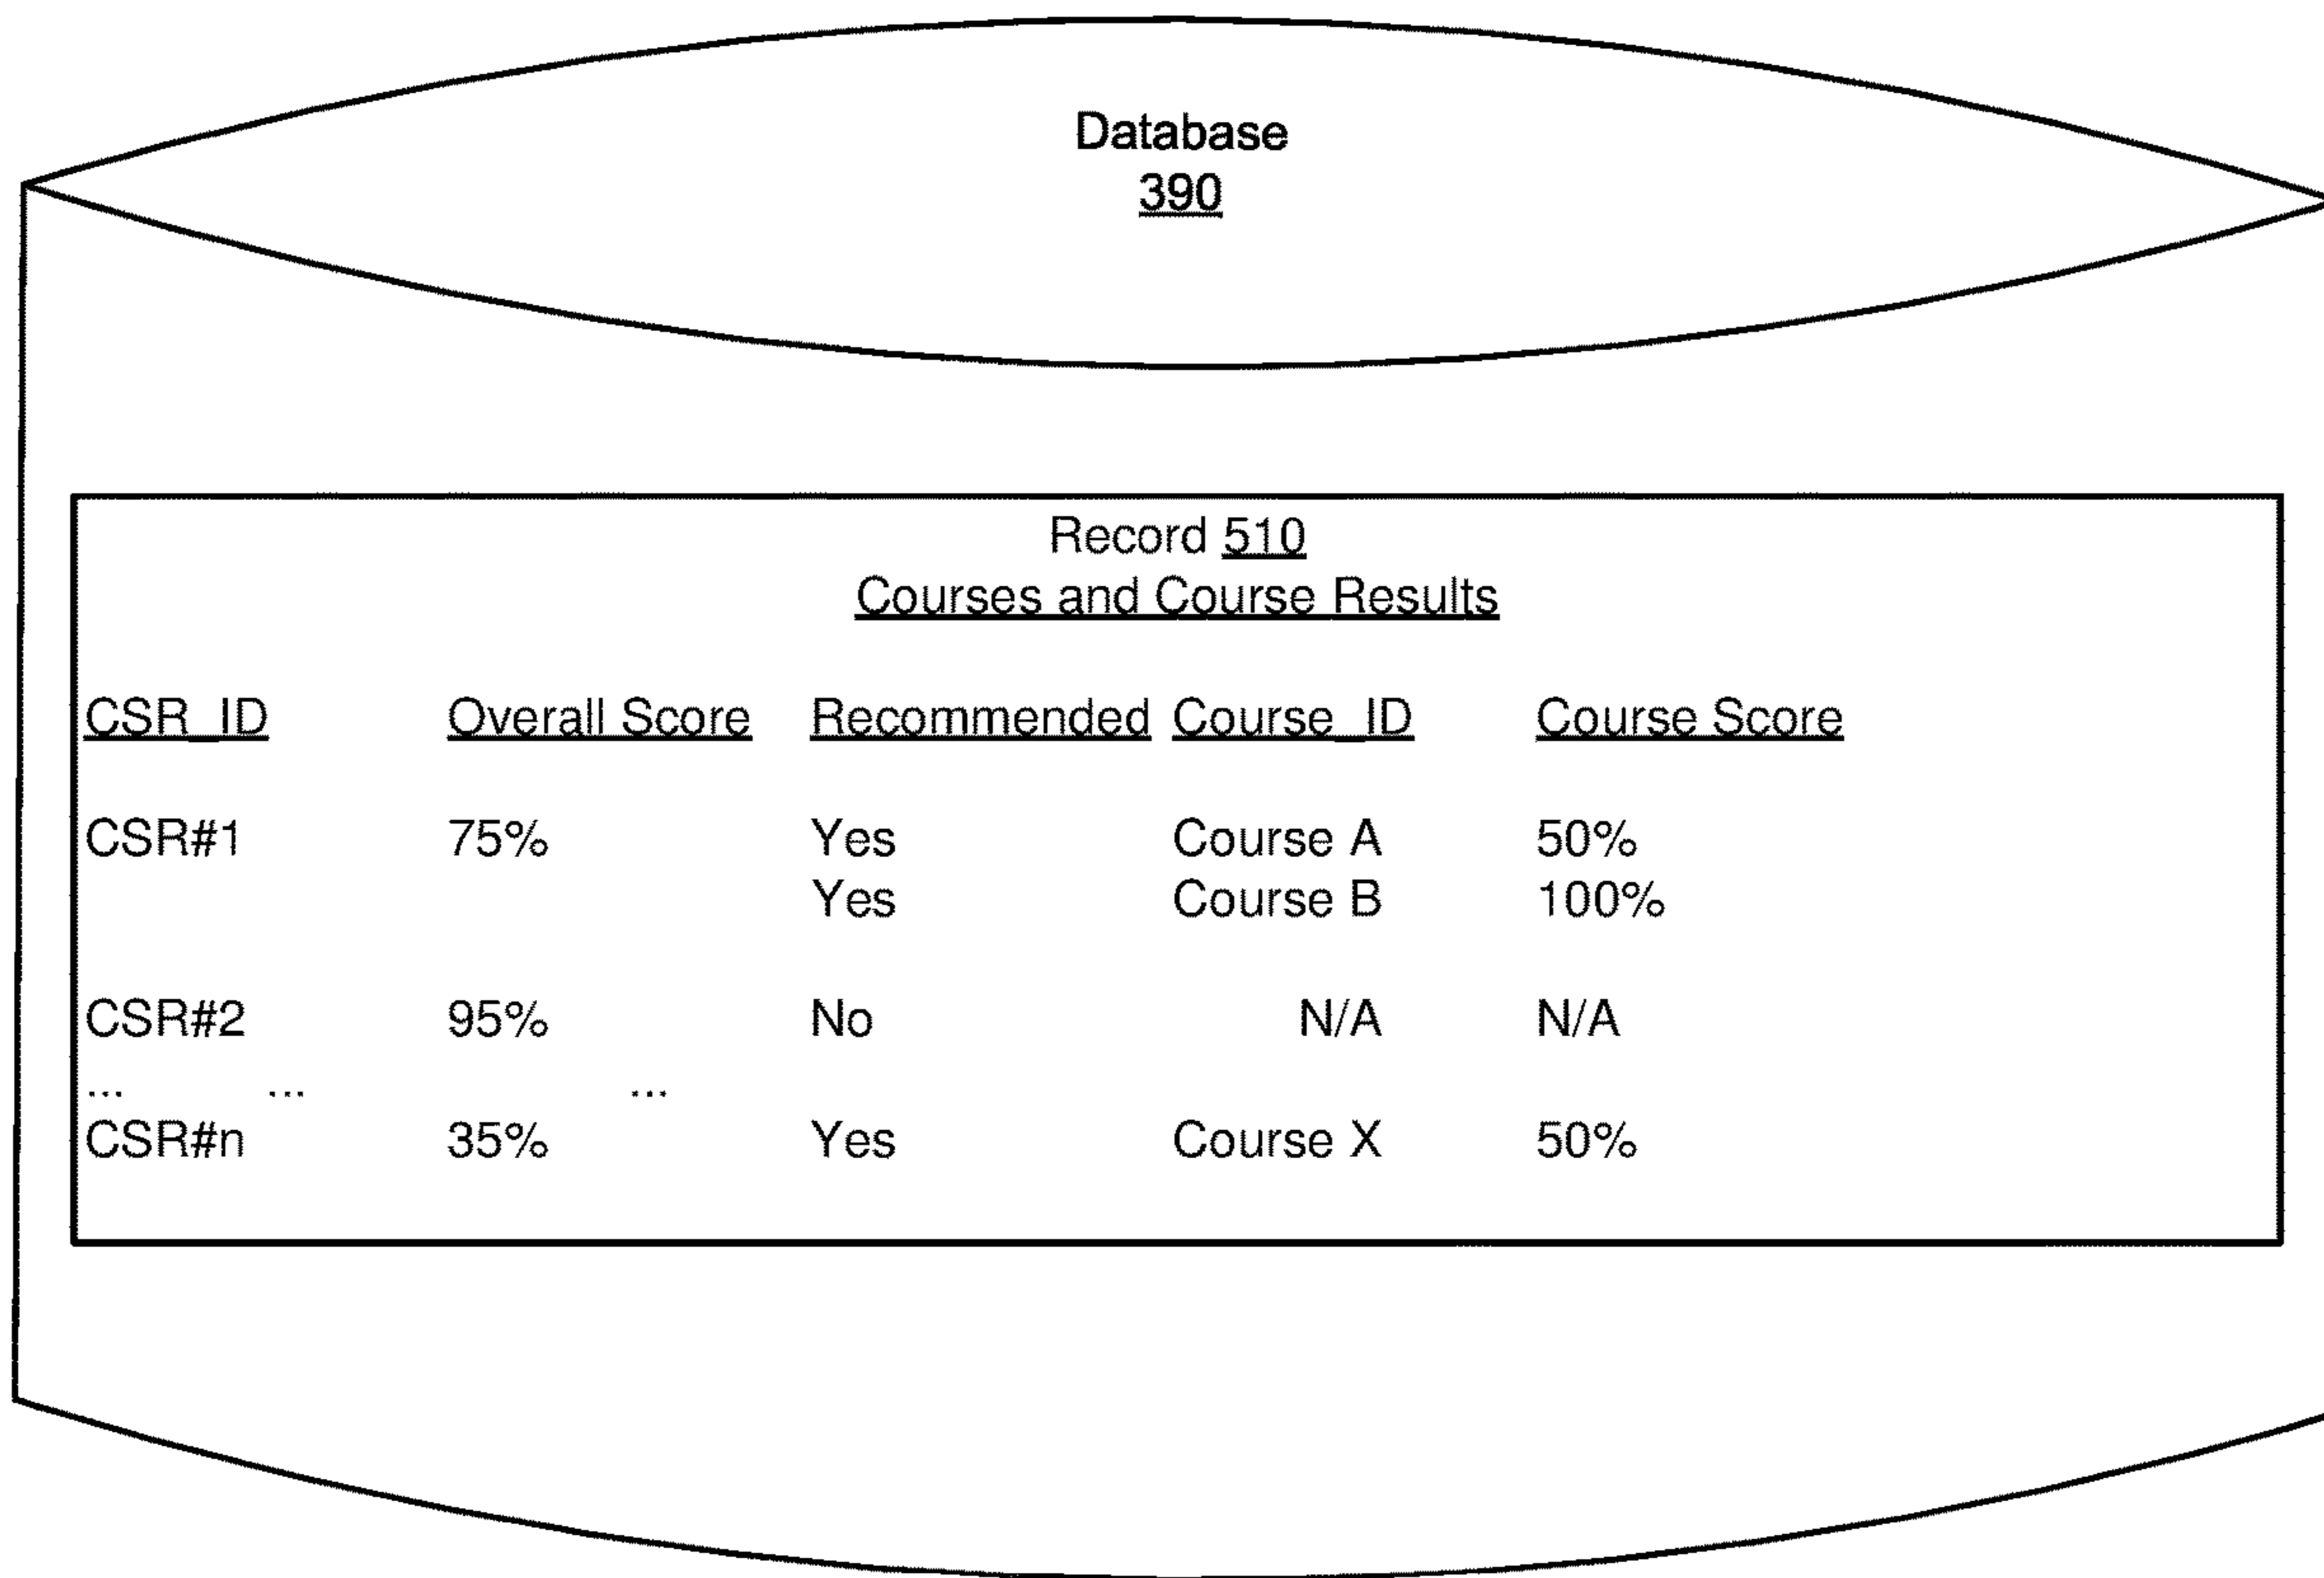 Database
390
Record 510
Courses and Course Results
CSR_ID Overall Score Recommended Course_ID Course Score
CSR#1 75% Yes Course A 50%
Yes Course B 100%
CSR#2 95% No N/A N/A
... ... ...
CSR#n 35% Yes Course X 50%